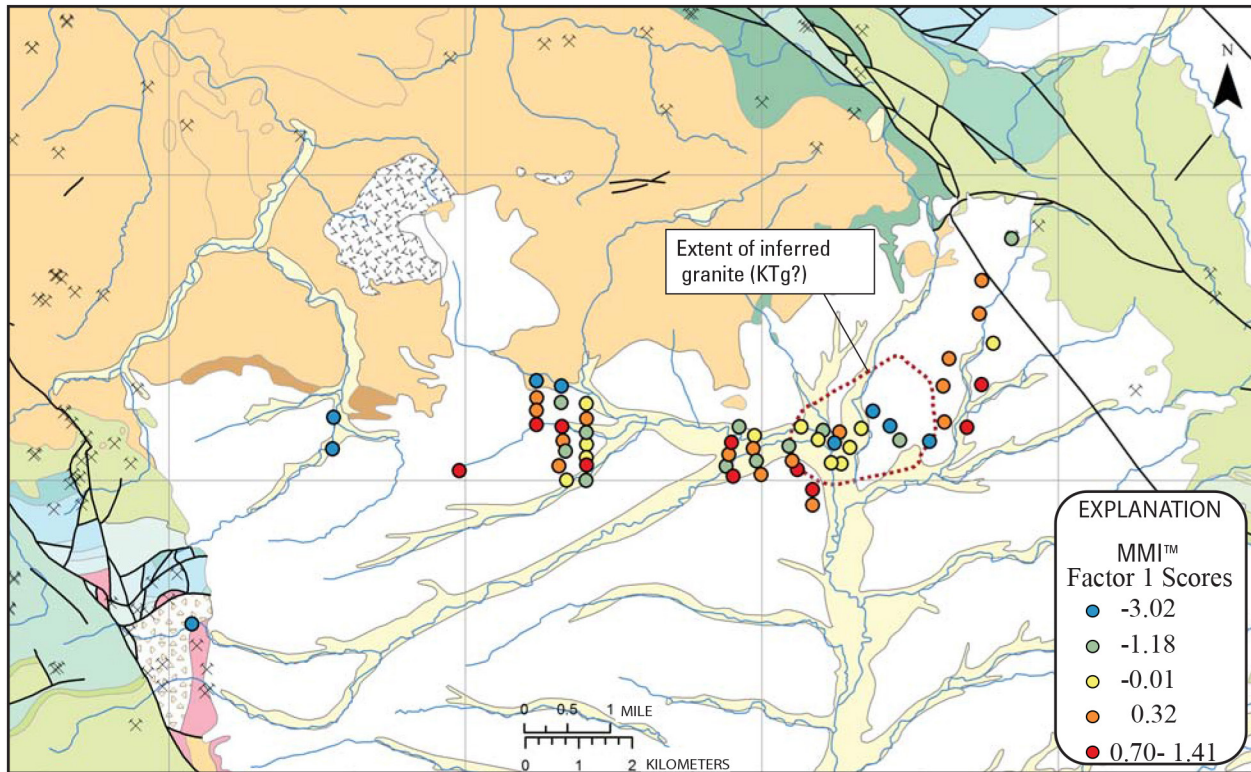 N
Extent of inferred
granite (KTg?)
EXPLANATION
MMI™
Factor 1 Scores
-3.02
-1.18
-0.01
0.32
0.70- 1.41
0 0.5 1 MILE
0 1 2 KILOMETERS